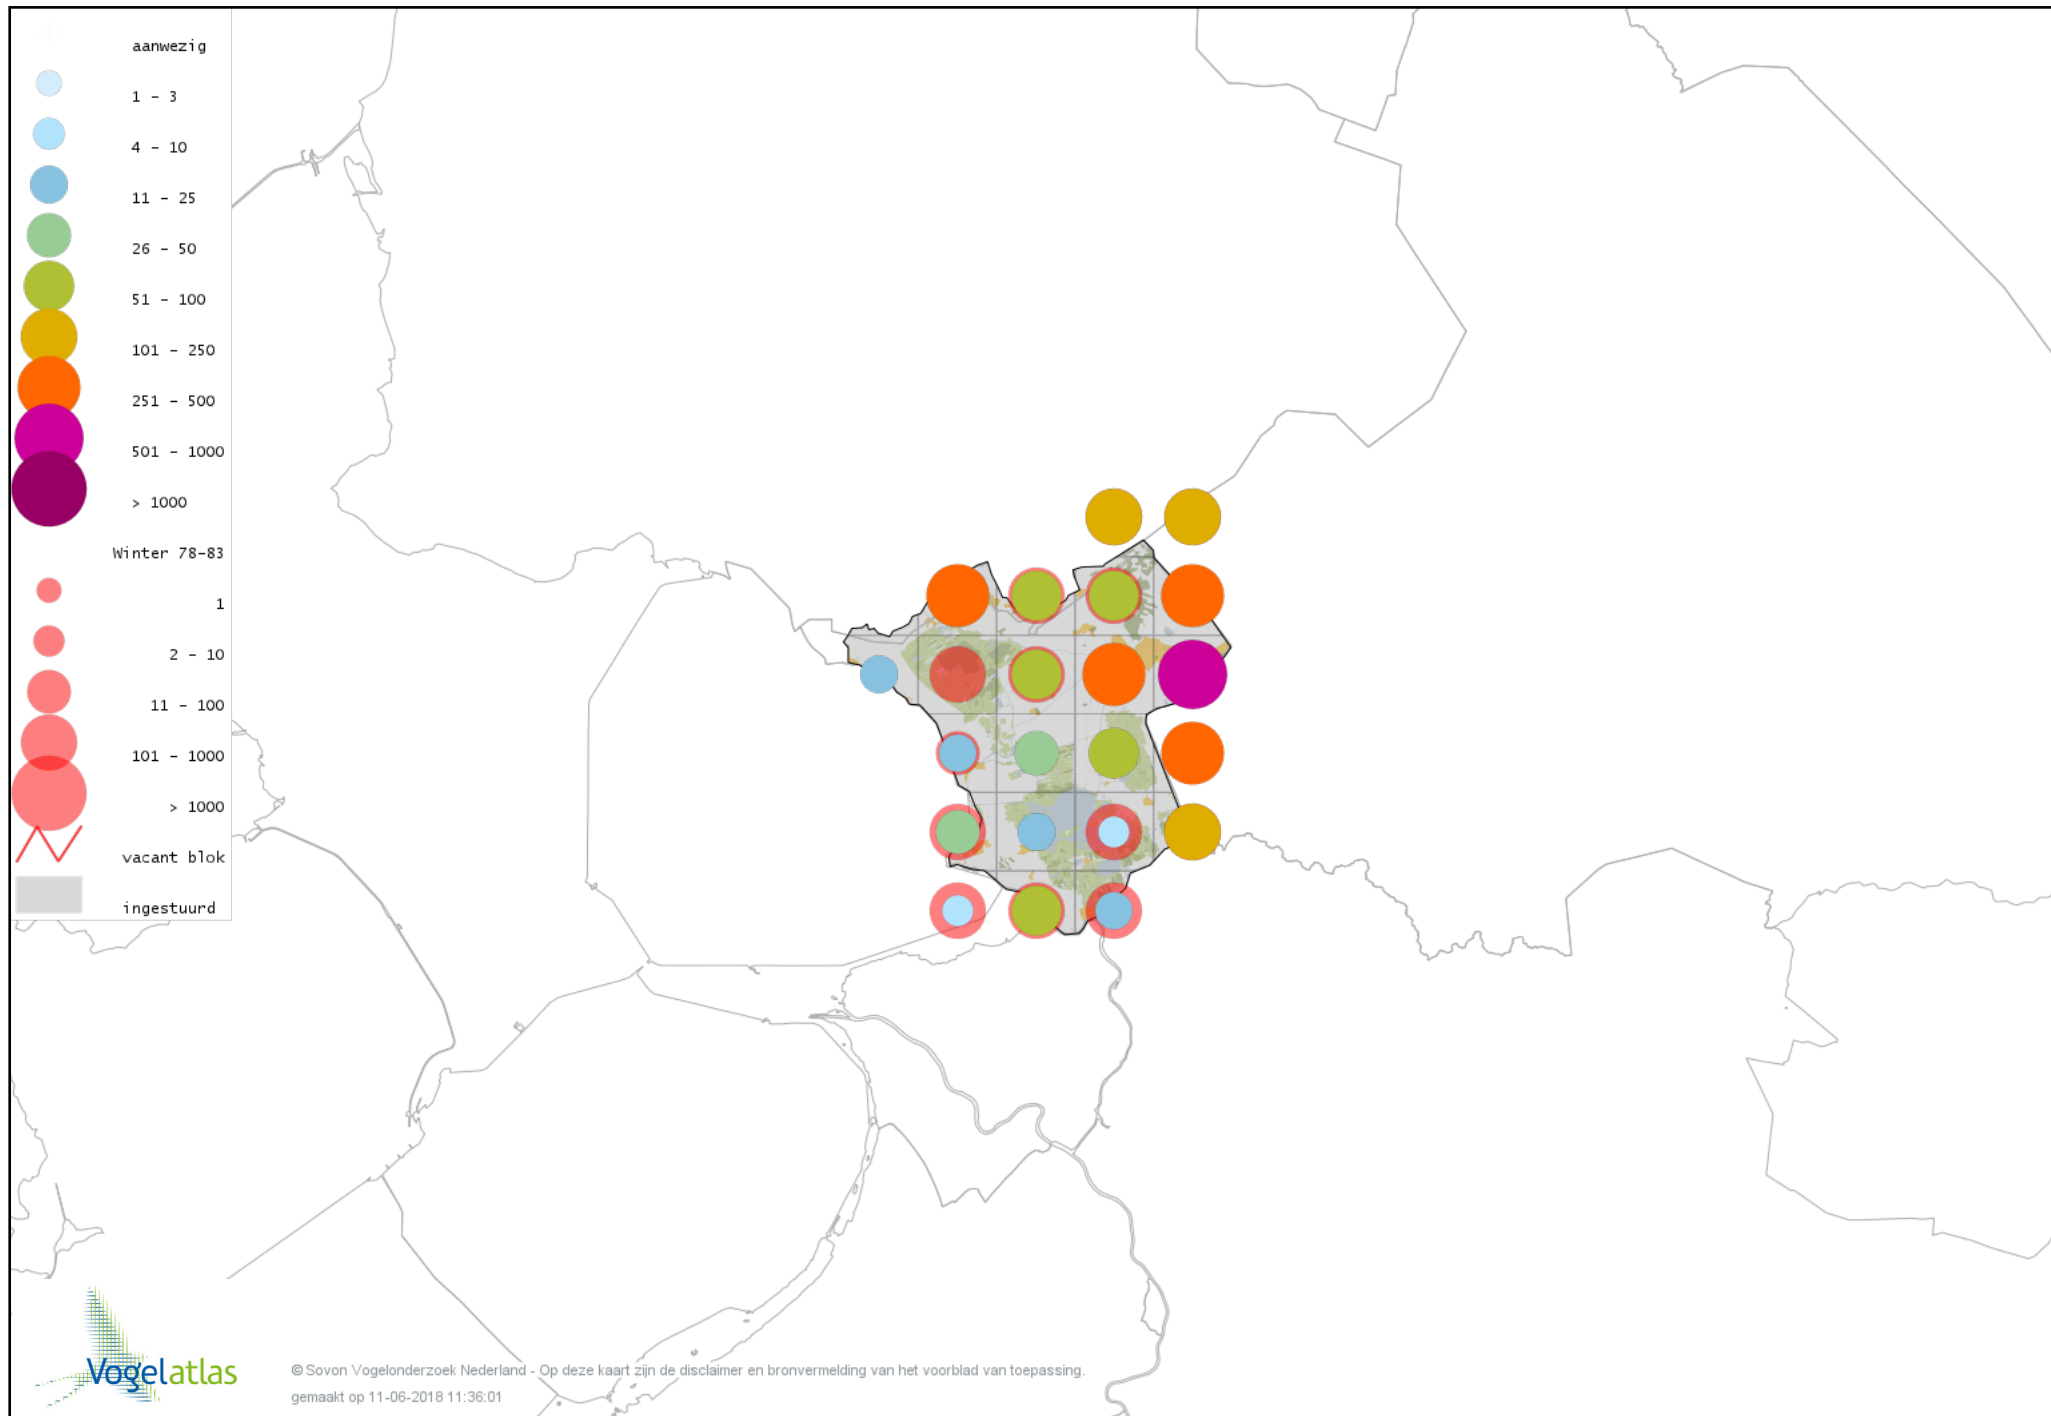 aanwezig
1 - 3
4 - 10
11 - 25
26 - 50
51 - 100
101 - 250
251 - 500
501 - 1000
> 1000
Winter 78-83
1
2 - 10
11 - 100
101 - 1000
> 1000
vacant blok
ingestuurd
Vogelatlas
© Sovon Vogelonderzoek Nederland - Op deze kaart zijn de disclaimer en bronvermelding van het voorblad van toepassing.
gemaakt op 11-06-2018 11:36:01